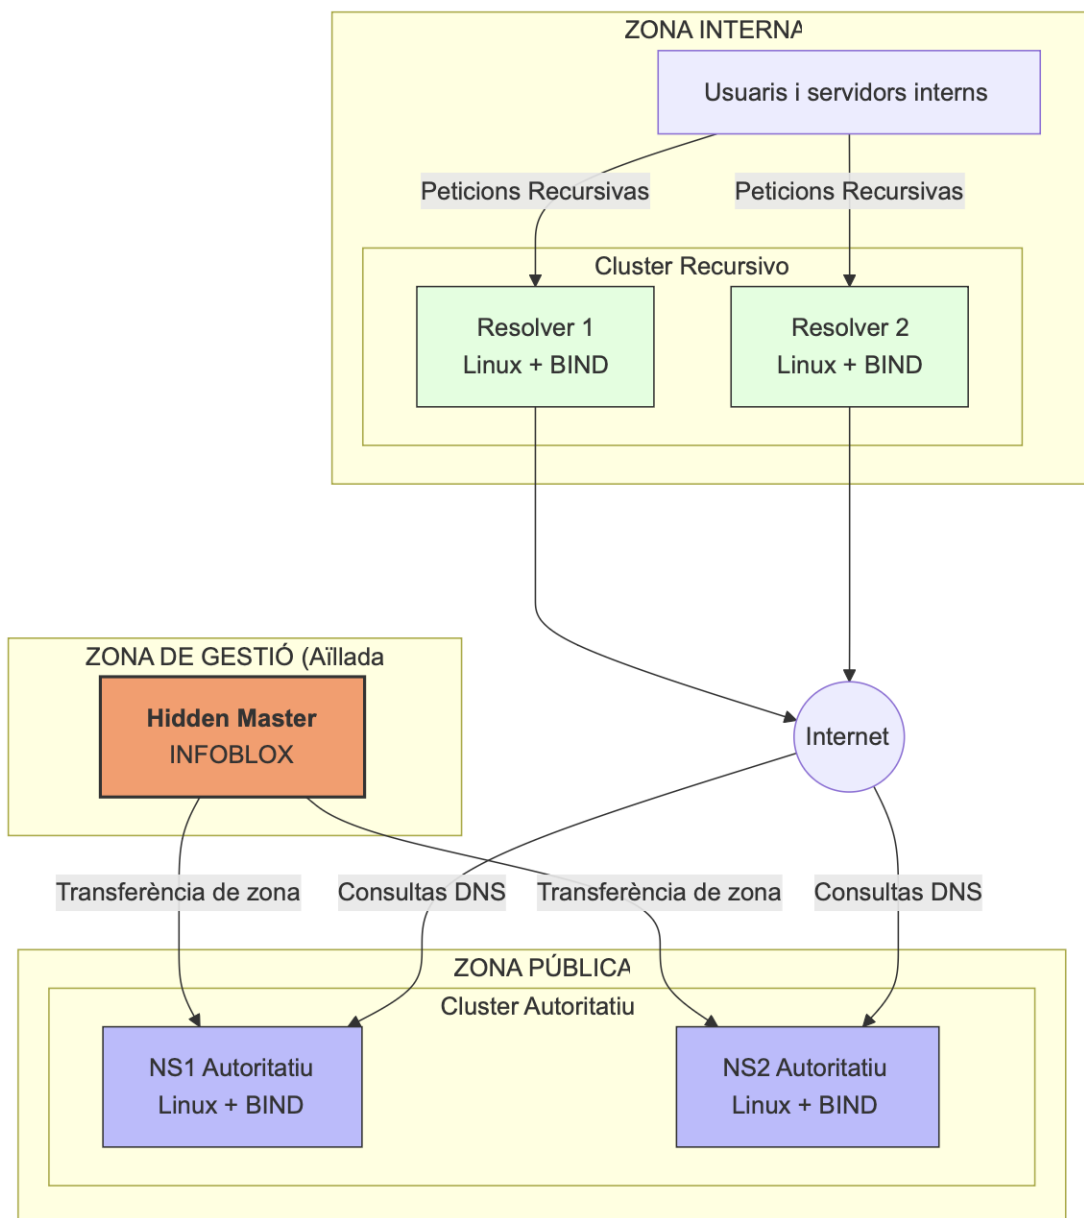 ZONA INTERNA
Usuaris i servidors interns
Peticions Recursivas
Peticions Recursivas
Cluster Recursivo
Resolver 1
Linux + BIND
Resolver 2
Linux + BIND
ZONA DE GESTIÓ (Aïllada
Hidden Master
INFOBLOX
Internet
Transferència de zona
Consultas DNS
Transferència de zona
Consultas DNS
ZONA PÚBLICA
Cluster Autoritatiu
NS1 Autoritatiu
Linux + BIND
NS2 Autoritatiu
Linux + BIND